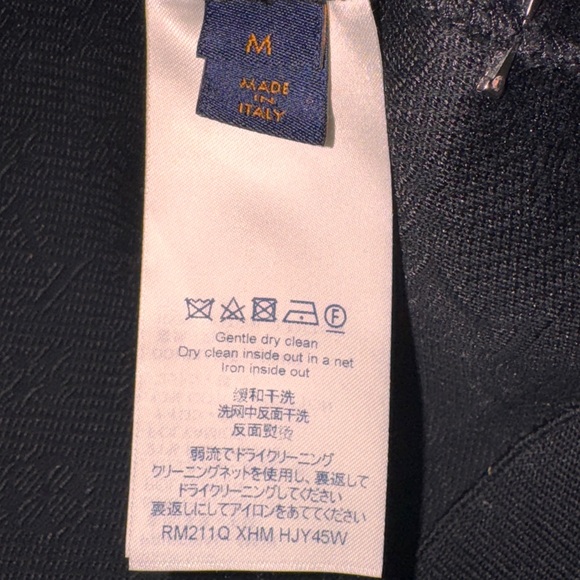 M
MADE
IN
ITALY
F
Gentle dry clean
Dry clean inside out in a net
Iron inside out
缓和干洗
洗网中反面干洗
反面熨烫
弱流でドライクリーニング
クリーニングネットを使用し、裏返して
ドライクリーニングしてください
裏返しにしてアイロンをあててください
RM211Q XHM HJY45W